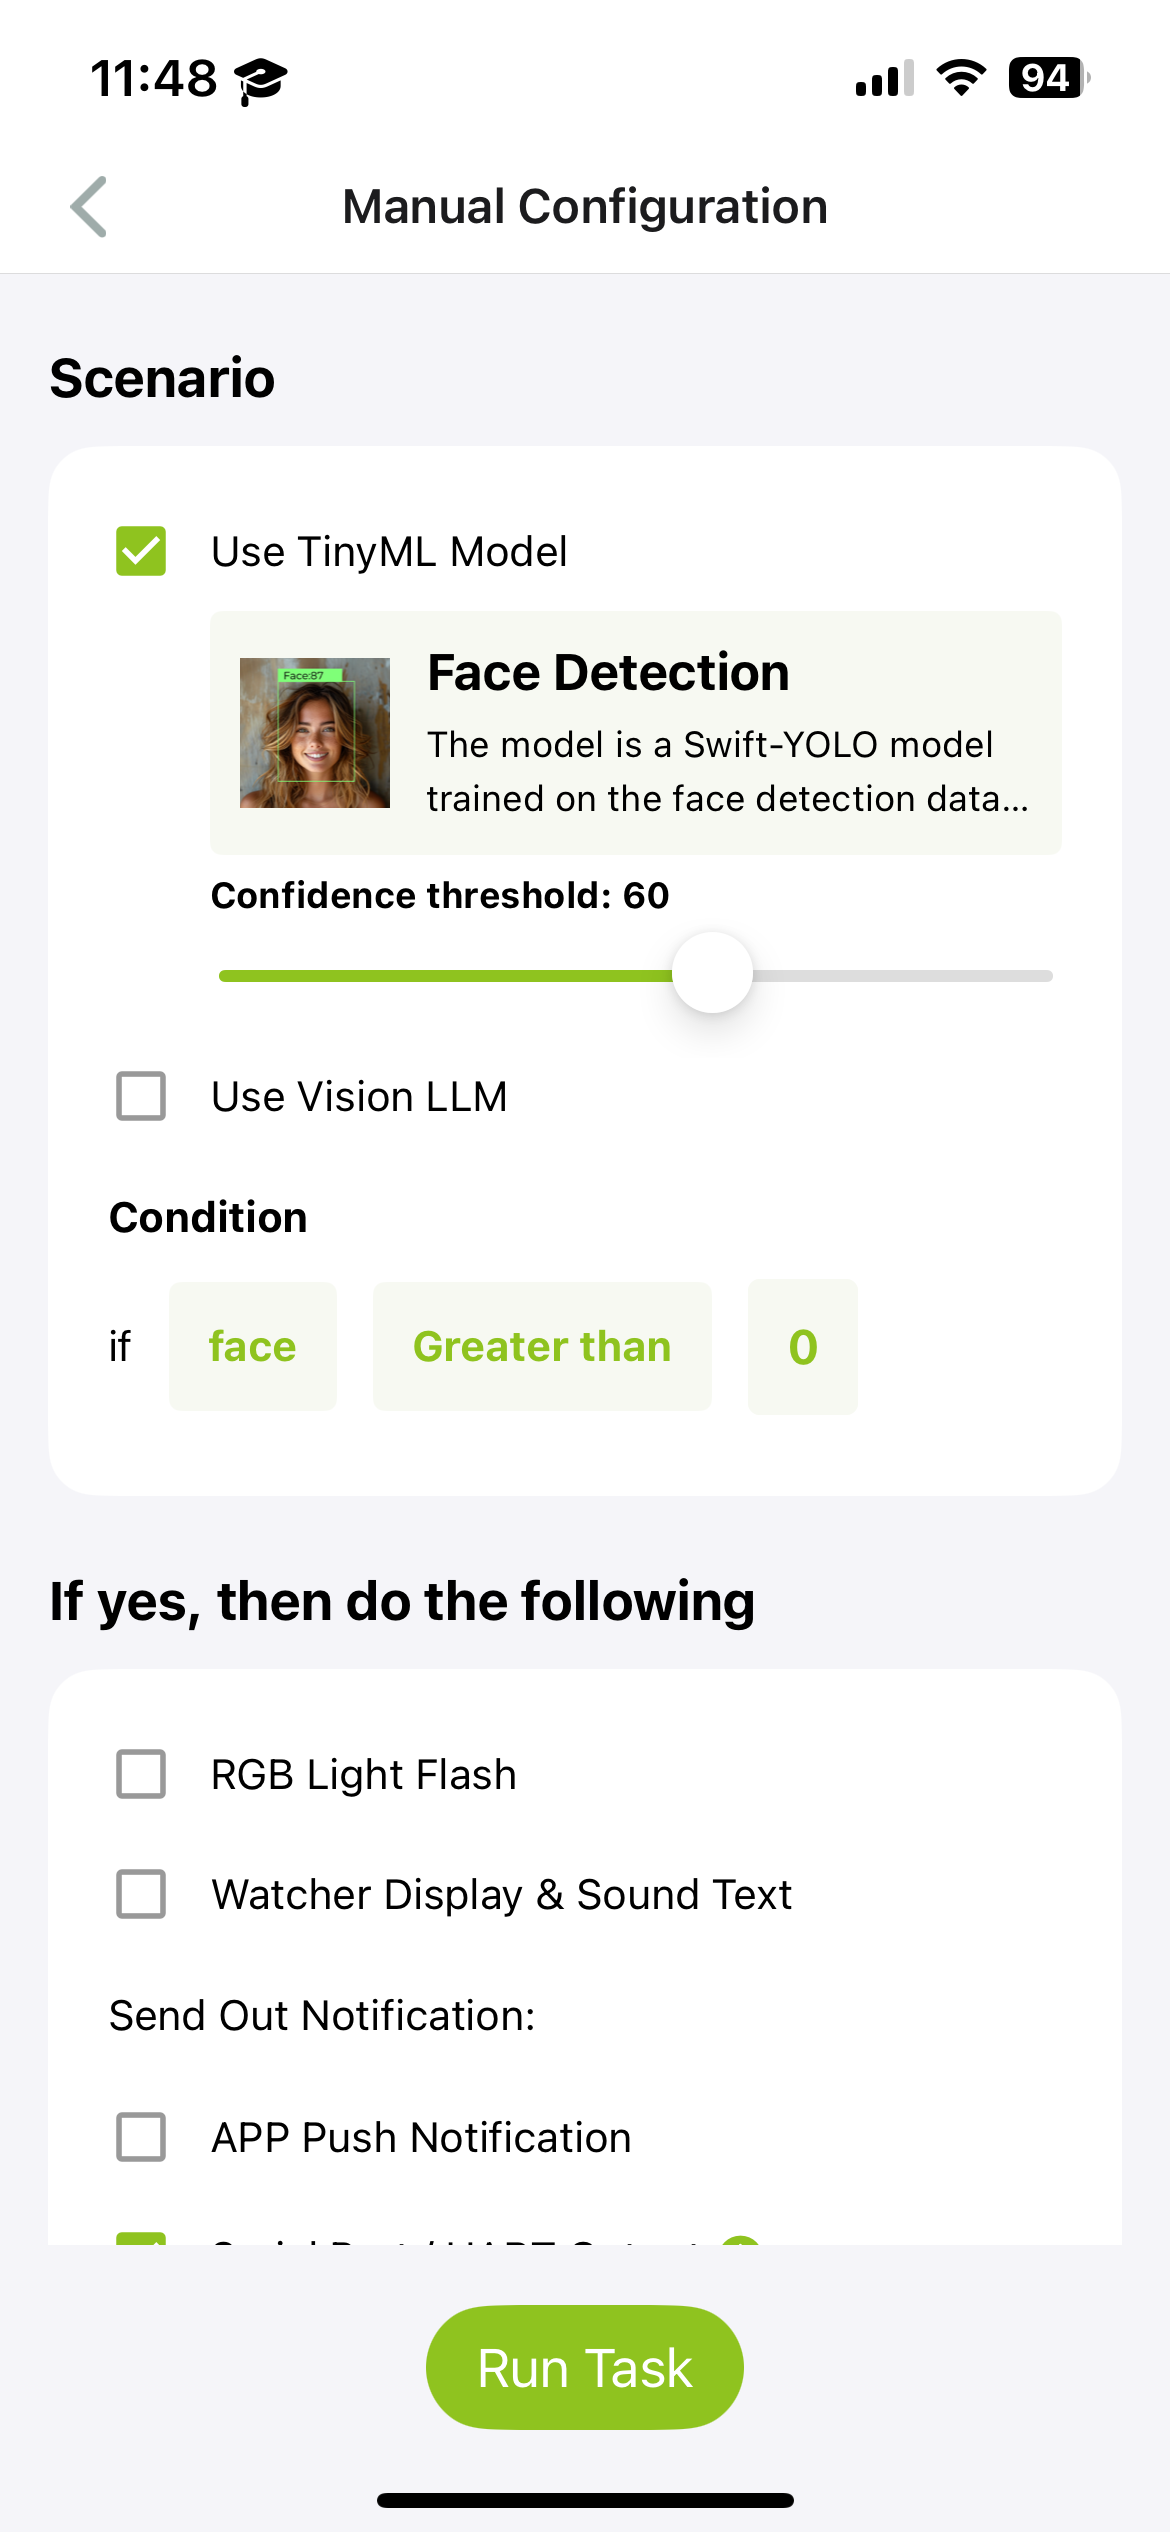 11:48
94
Manual Configuration
Scenario
Use TinyML Model
Face:87
Face Detection
The model is a Swift-YOLO model
trained on the face detection data...
Confidence threshold: 60
Use Vision LLM
Condition
if face Greater than 0
If yes, then do the following
RGB Light Flash
Watcher Display & Sound Text
Send Out Notification:
APP Push Notification
Run Task